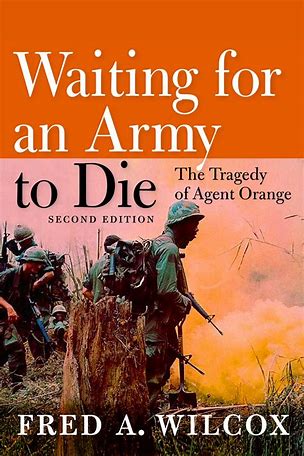 Waiting for
an Army
to Die
The Tragedy
of Agent Orange
SECOND EDITION
FRED A. WILCOX